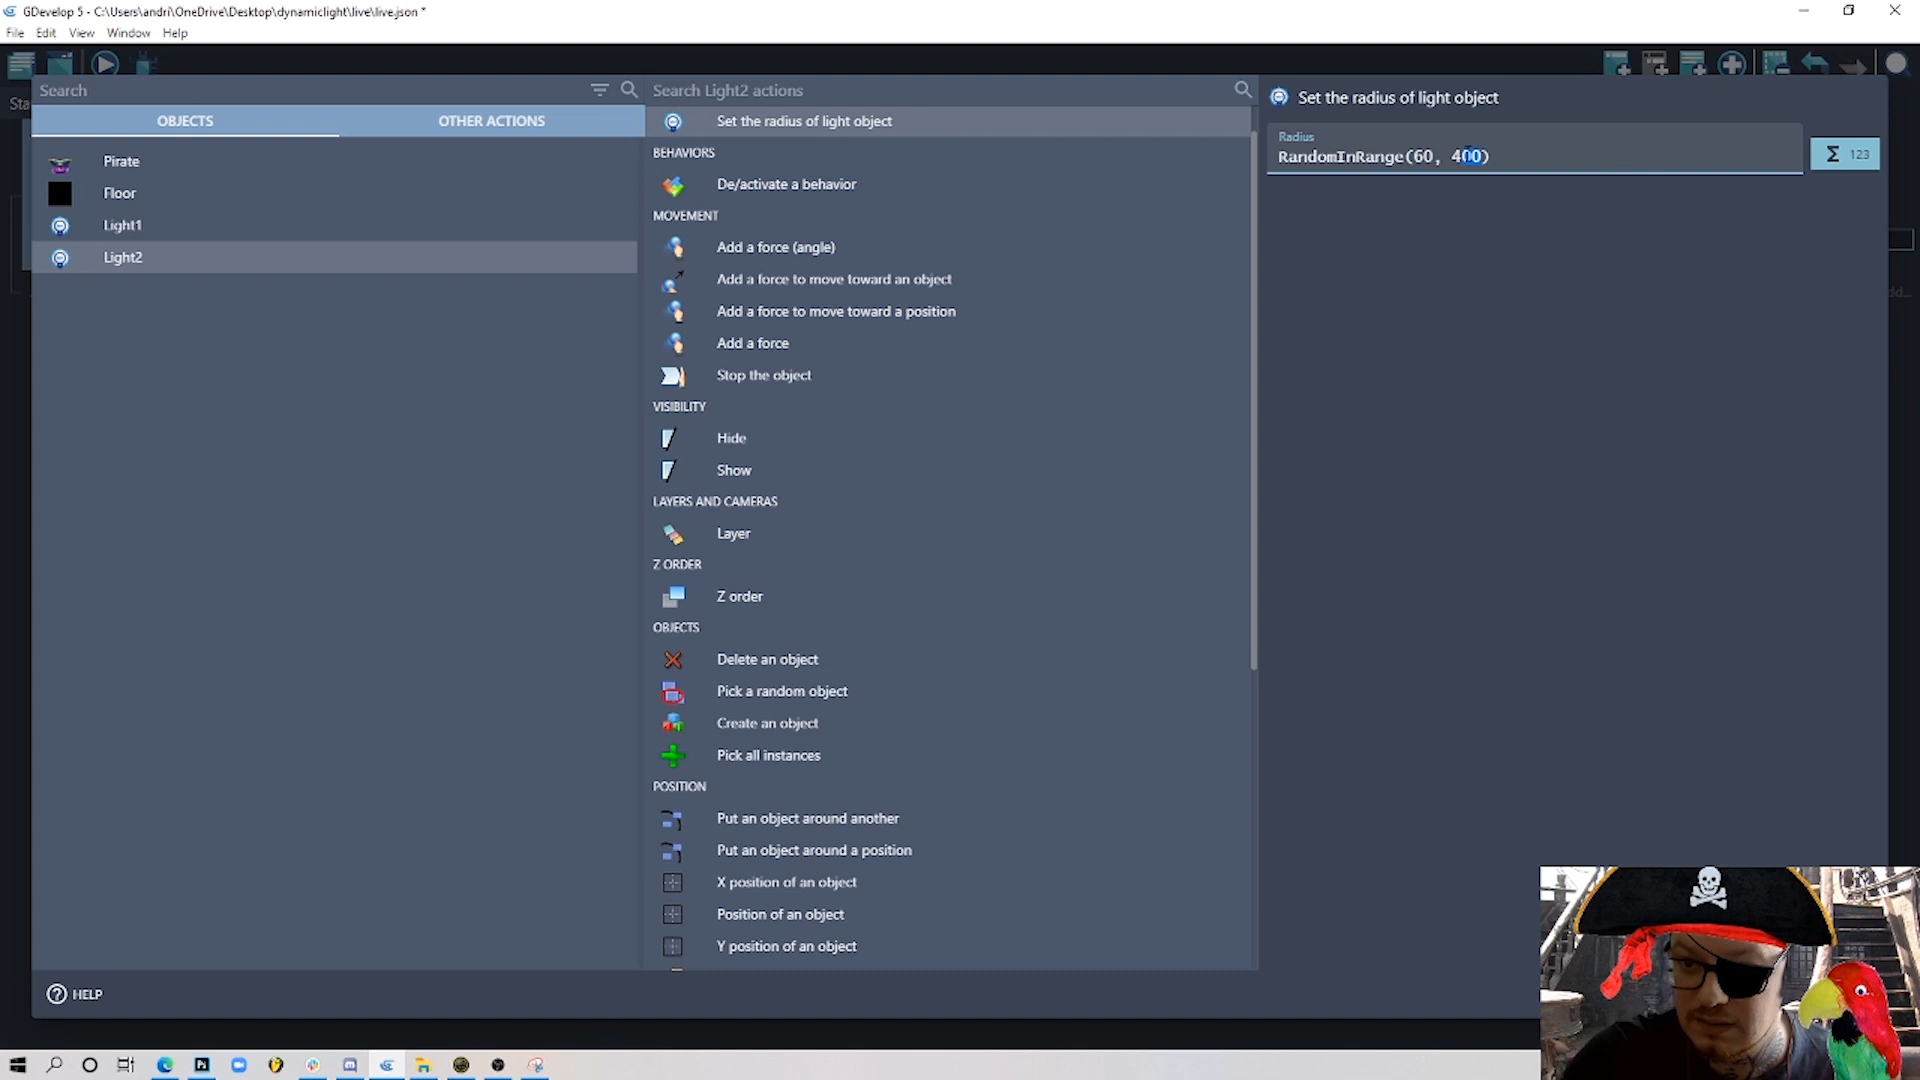 GDevelop 5 - C:\Users\andri\OneDrive\Desktop\dynamiclight\live\live.json *
File Edit View Window Help
Search
Search Light2 actions
Set the radius of light object
Sta
OBJECTS
OTHER ACTIONS
Set the radius of light object
Radius
RandomInRange(60, 400)
Σ 123
Pirate
Floor
Light1
Light2
BEHAVIORS
De/activate a behavior
MOVEMENT
Add a force (angle)
Add a force to move toward an object
Add a force to move toward a position
Add a force
Stop the object
VISIBILITY
Hide
Show
LAYERS AND CAMERAS
Layer
Z ORDER
Z order
OBJECTS
Delete an object
Pick a random object
Create an object
Pick all instances
POSITION
Put an object around another
Put an object around a position
X position of an object
Position of an object
Y position of an object
? HELP